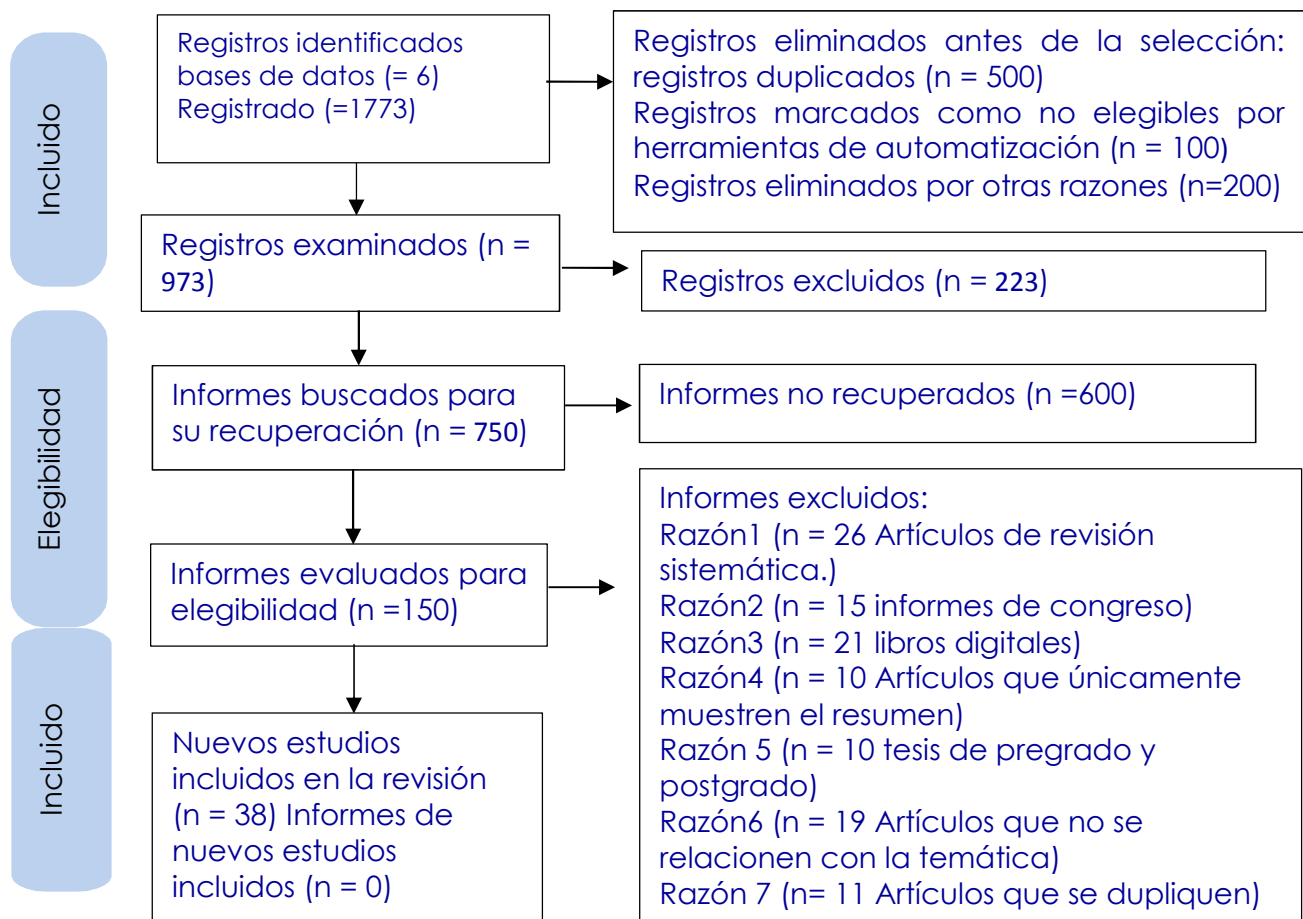 Incluido
Registros identificados
bases de datos (= 6)
Registrado (=1773)
Registros eliminados antes de la selección:
registros duplicados (n = 500)
Registros marcados como no elegibles por
herramientas de automatización (n = 100)
Registros eliminados por otras razones (n=200)
Registros examinados (n =
973)
Registros excluidos (n = 223)
Elegibilidad
Informes buscados para
su recuperación (n = 750)
Informes no recuperados (n =600)
Informes evaluados para
elegibilidad (n =150)
Informes excluidos:
Razón1 (n = 26 Artículos de revisión
sistemática.)
Razón2 (n = 15 informes de congreso)
Razón3 (n = 21 libros digitales)
Razón4 (n = 10 Artículos que únicamente
muestren el resumen)
Razón 5 (n = 10 tesis de pregrado y
postgrado)
Razón6 (n = 19 Artículos que no se
relacionen con la temática)
Razón 7 (n= 11 Artículos que se dupliquen)
Incluido
Nuevos estudios
incluidos en la revisión
(n = 38) Informes de
nuevos estudios
incluidos (n = 0)